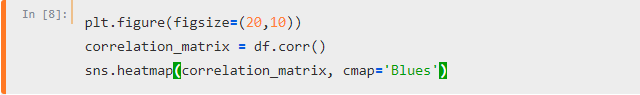 In [8]:
plt.figure(figsize=(20,10))
correlation_matrix = df.corr()
sns.heatmap(correlation_matrix, cmap='Blues')